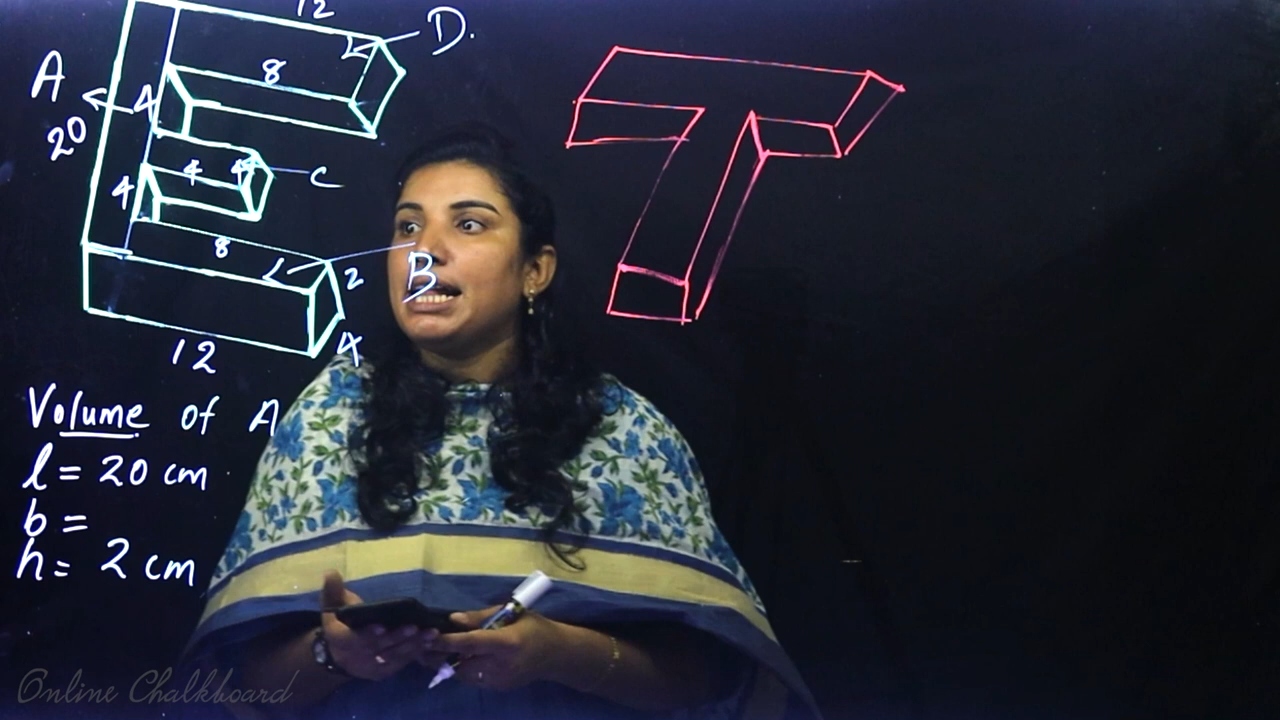 12
D.
8
A
4
20
4
4
C
4
8
B
2
12
4
Volume of A
l = 20 cm
b =
h = 2 cm
Online Chalkboard